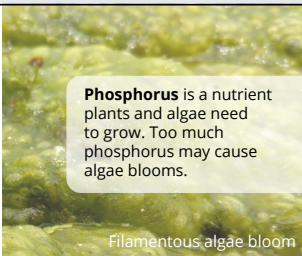 Phosphorus is a nutrient
plants and algae need
to grow. Too much
phosphorus may cause
algae blooms.
Filamentous algae bloom